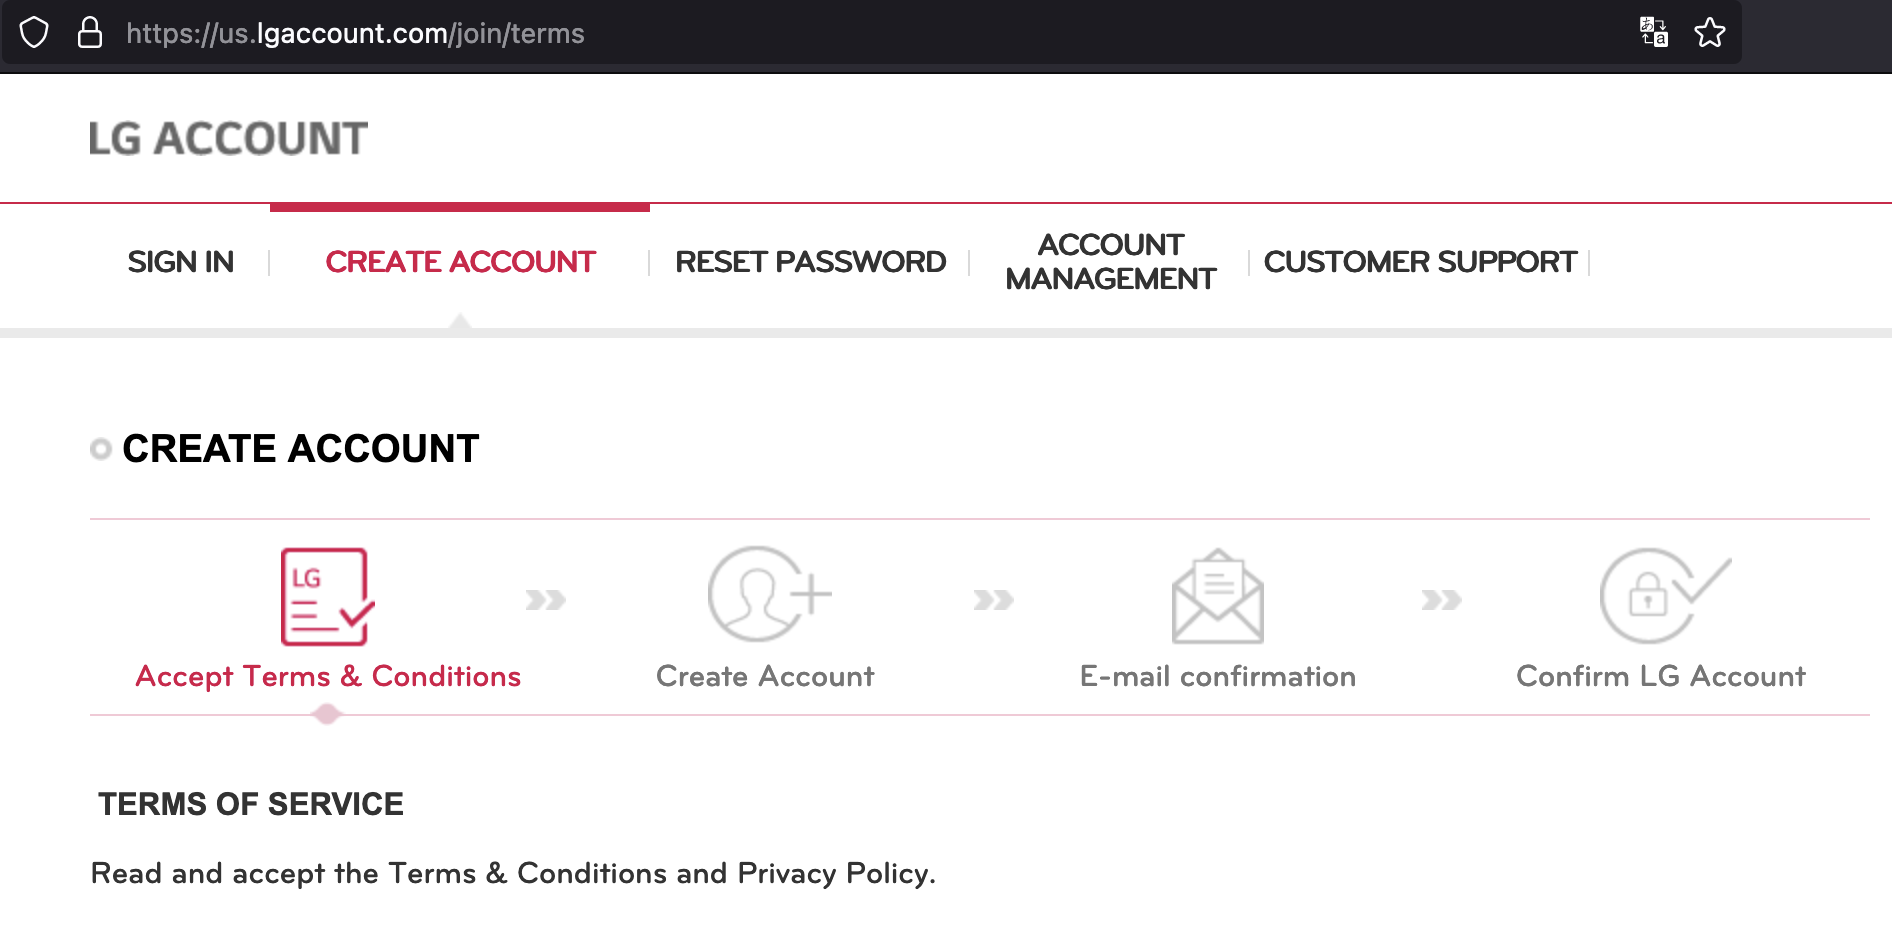 https://us.lgaccount.com/join/terms
LG ACCOUNT
SIGN IN
CREATE ACCOUNT
RESET PASSWORD
ACCOUNT
MANAGEMENT
CUSTOMER SUPPORT
CREATE ACCOUNT
LG
Accept Terms & Conditions
Create Account
E-mail confirmation
Confirm LG Account
TERMS OF SERVICE
Read and accept the Terms & Conditions and Privacy Policy.